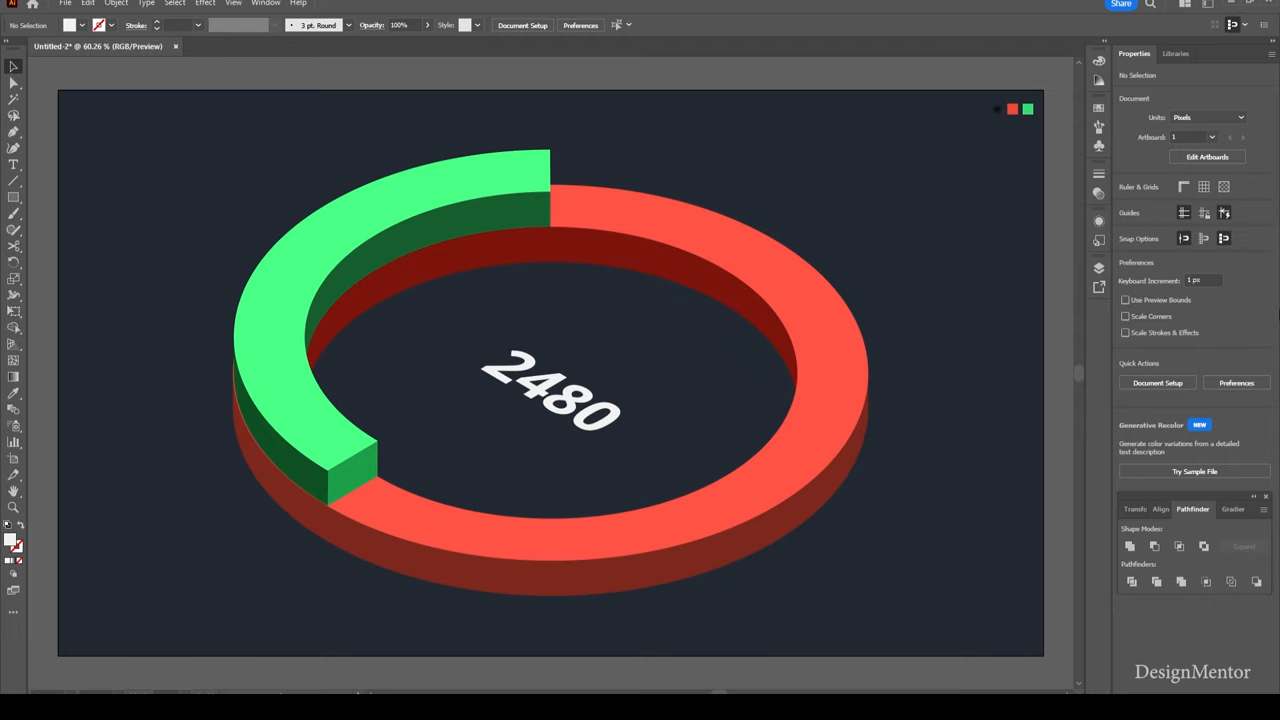 Ai File Edit Object Type Select Effect View Window Help Share
No Selection Stroke: 3 pt. Round Opacity: 100% Style: Document Setup Preferences
Untitled-2* @ 60.26 % (RGB/Preview) ×
Properties Libraries
No Selection
Document
Units: Pixels
Artboard: 1
Edit Artboards
Ruler & Grids
Guides
Snap Options
Preferences
Keyboard Increment: 1 px
Use Preview Bounds
Scale Corners
Scale Strokes & Effects
Quick Actions
Document Setup Preferences
Generative Recolor NEW
Generate color variations from a detailed
text description
Try Sample File
Transfo Align Pathfinder Gradier
Shape Modes:
Expand
Pathfinders:
2480
DesignMentor